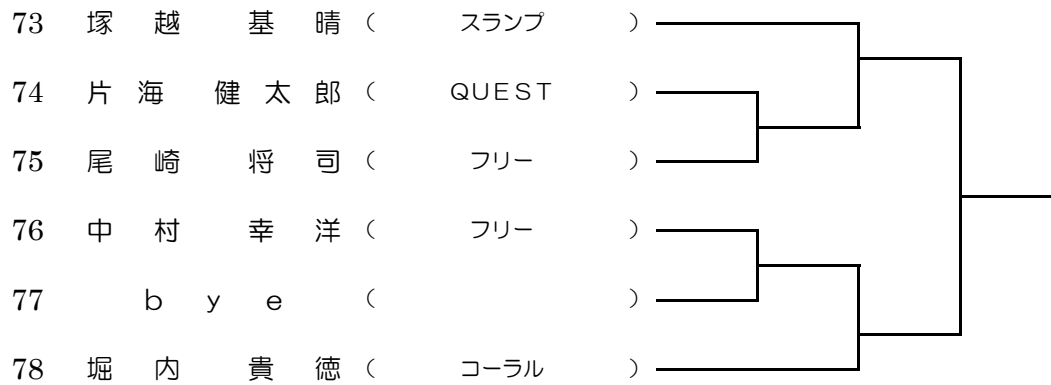 73 塚越 基晴（ スランプ ）
74 片海 健太郎（ QUEST ）
75 尾崎 将司（ フリー ）
76 中村 幸洋（ フリー ）
77 bye （ ）
78 堀内 貴徳（ コーラル ）